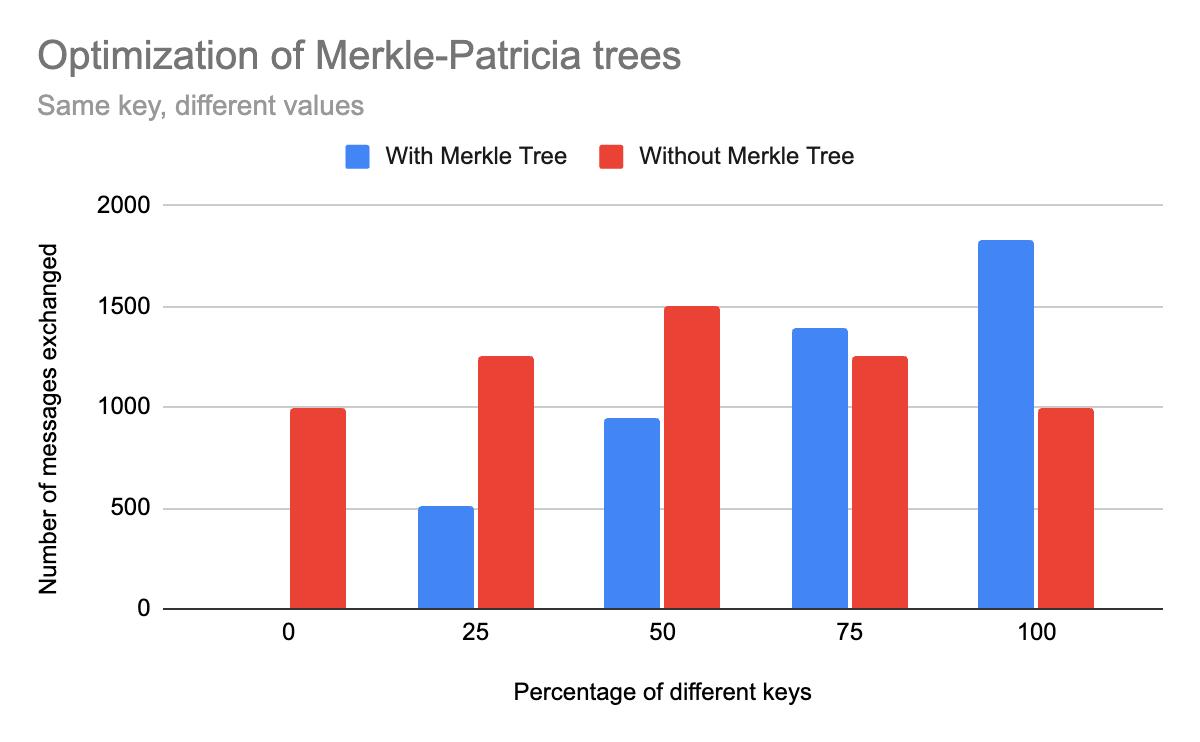 Optimization of Merkle-Patricia trees
Same key, different values
With Merkle Tree
Without Merkle Tree
Number of messages exchanged
2000
1500
1000
500
0
0
25
50
75
100
Percentage of different keys